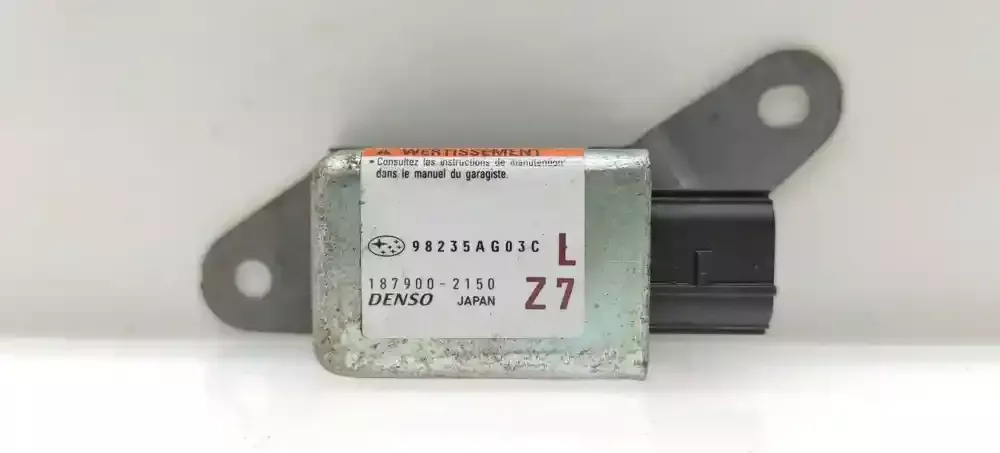 AVERTISSEMENT
• Consultez les instructions de manutention
dans le manuel du garagiste.
98235AG03C
L
187900-2150
DENSO JAPAN
Z7